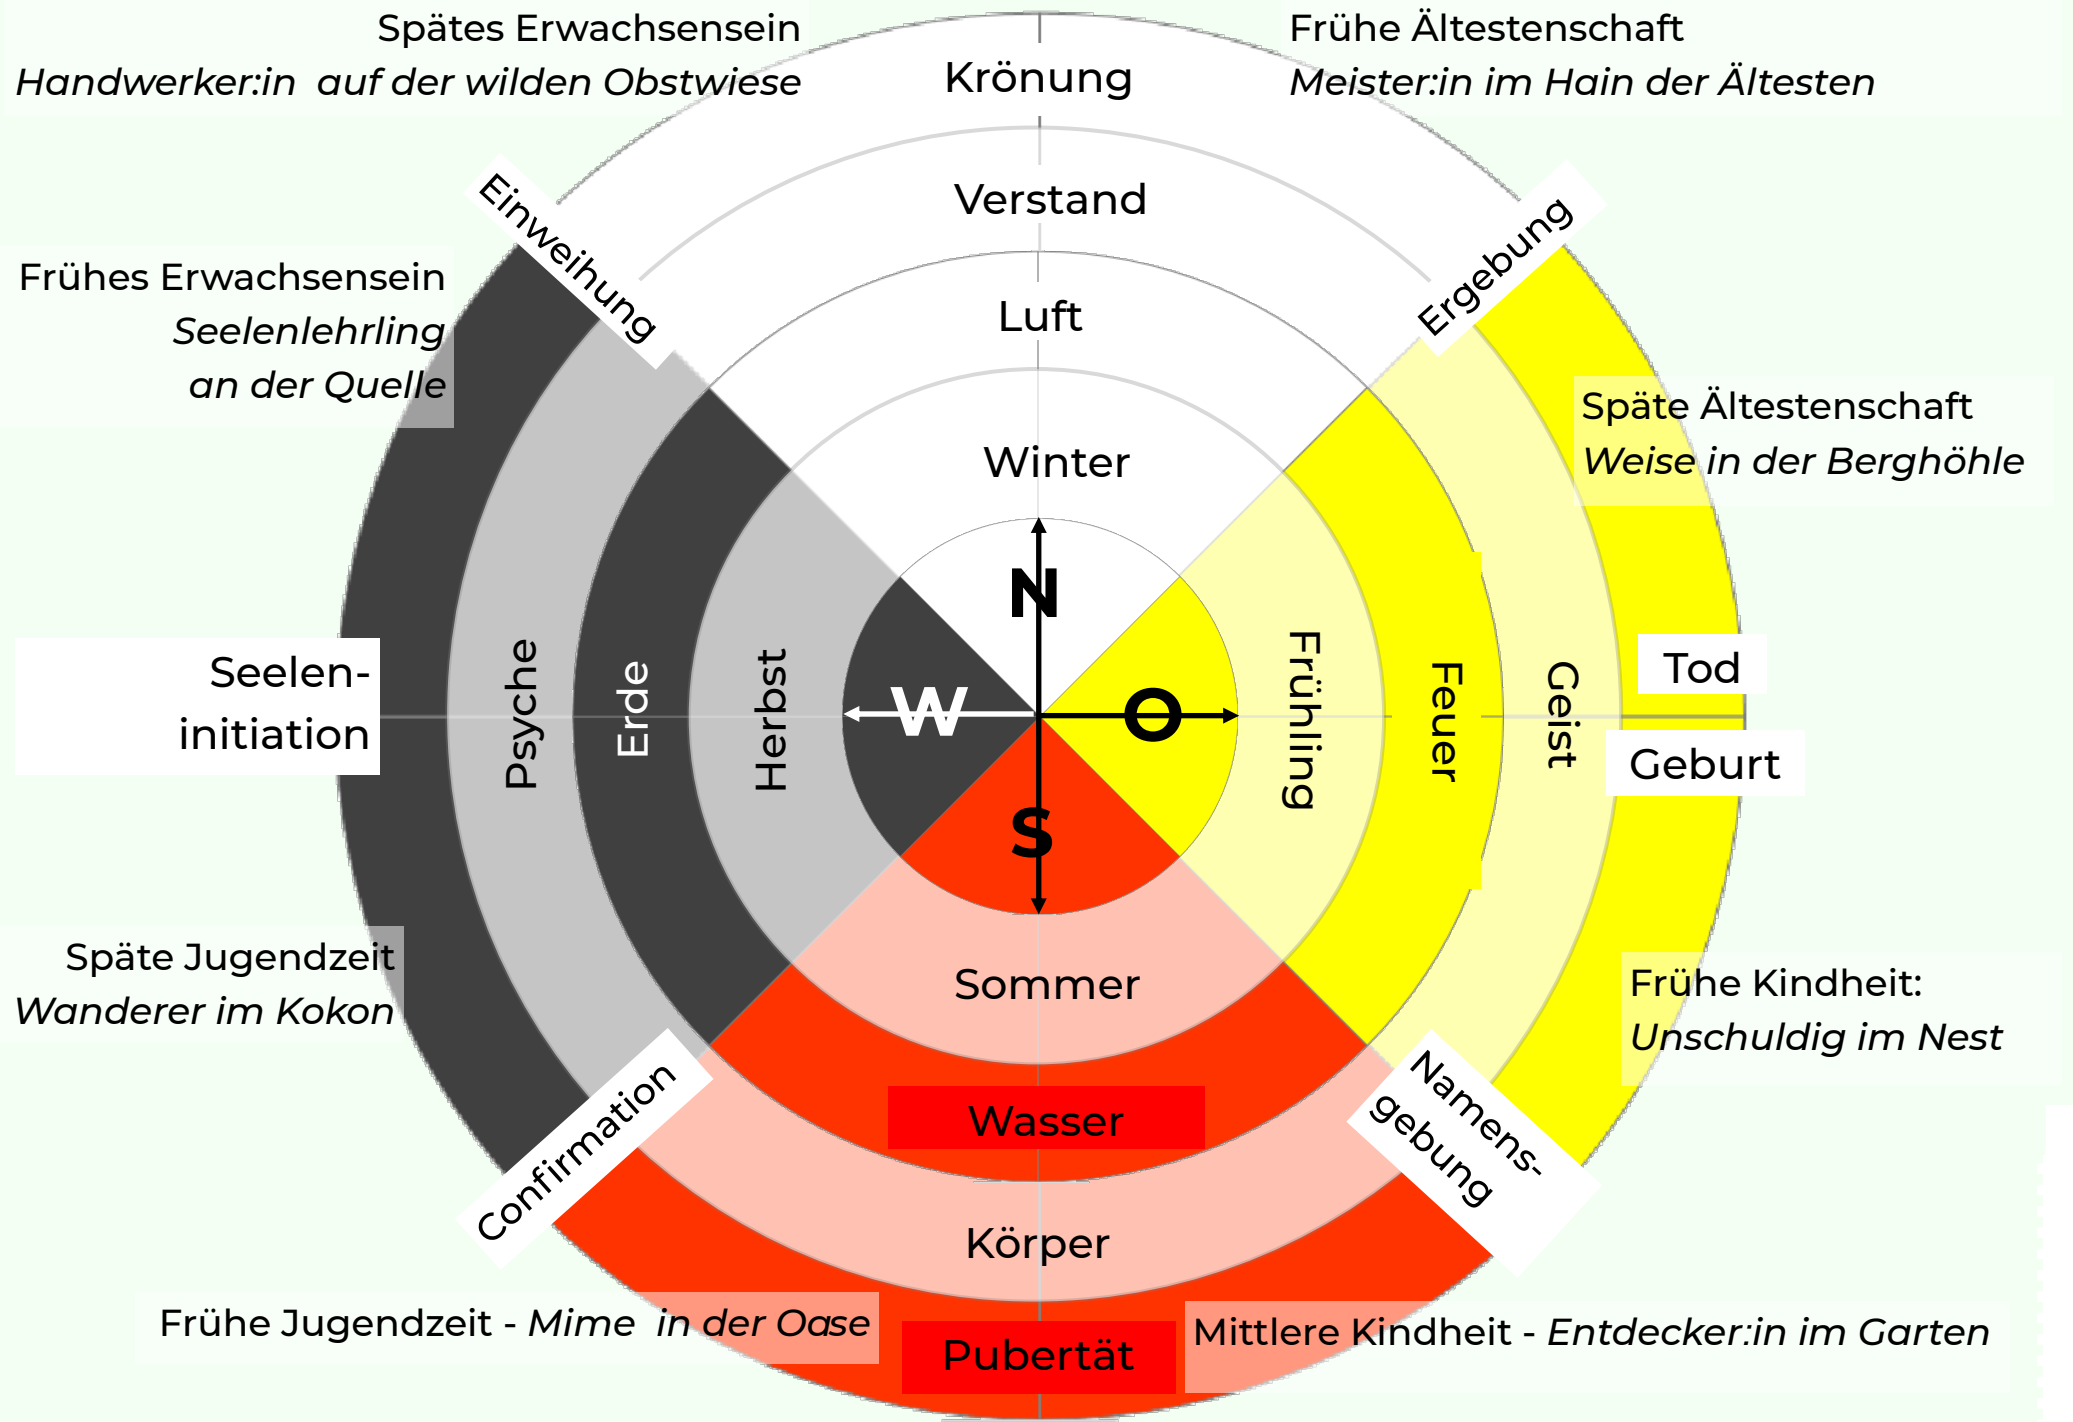 Spätes Erwachsensein
Handwerker:in auf der wilden Obstwiese
Frühe Ältestenschaft
Meister:in im Hain der Ältesten
Krönung
Verstand
Luft
Winter
Einweihung
Ergebung
Frühes Erwachsensein
Seelenlehrling
an der Quelle
Späte Ältestenschaft
Weise in der Berghöhle
N
W
O
S
Seelen-
initiation
Psyche
Erde
Herbst
Frühling
Feuer
Geist
Tod
Geburt
Späte Jugendzeit
Wanderer im Kokon
Frühe Kindheit:
Unschuldig im Nest
Sommer
Wasser
Körper
Pubertät
Confirmation
Namens-
gebung
Frühe Jugendzeit - Mime in der Oase
Mittlere Kindheit - Entdecker:in im Garten